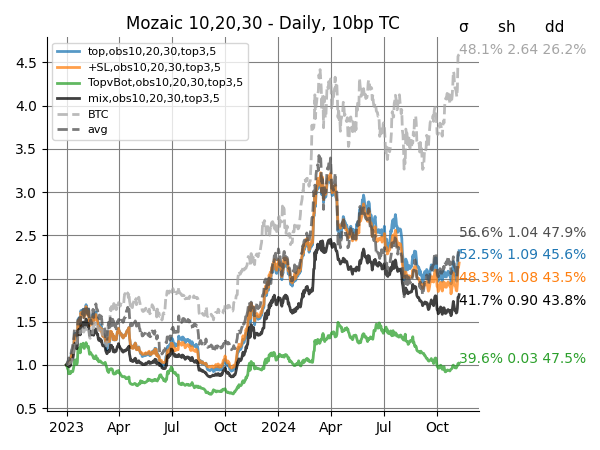 Mozaic 10,20,30 - Daily, 10bp TC
σ sh dd
top,obs10,20,30,top3,5
+SL,obs10,20,30,top3,5
TopvBot,obs10,20,30,top3,5
mix,obs10,20,30,top3,5
BTC
avg
48.1% 2.64 26.2%
56.6% 1.04 47.9%
52.5% 1.09 45.6%
48.3% 1.08 43.5%
41.7% 0.90 43.8%
39.6% 0.03 47.5%
4.5
4.0
3.5
3.0
2.5
2.0
1.5
1.0
0.5
2023 Apr Jul Oct 2024 Apr Jul Oct